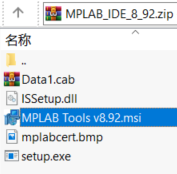 MPLAB_IDE_8_92.zip
名称
..
Data1.cab
ISSetup.dll
MPLAB Tools v8.92.msi
mplabcert.bmp
setup.exe